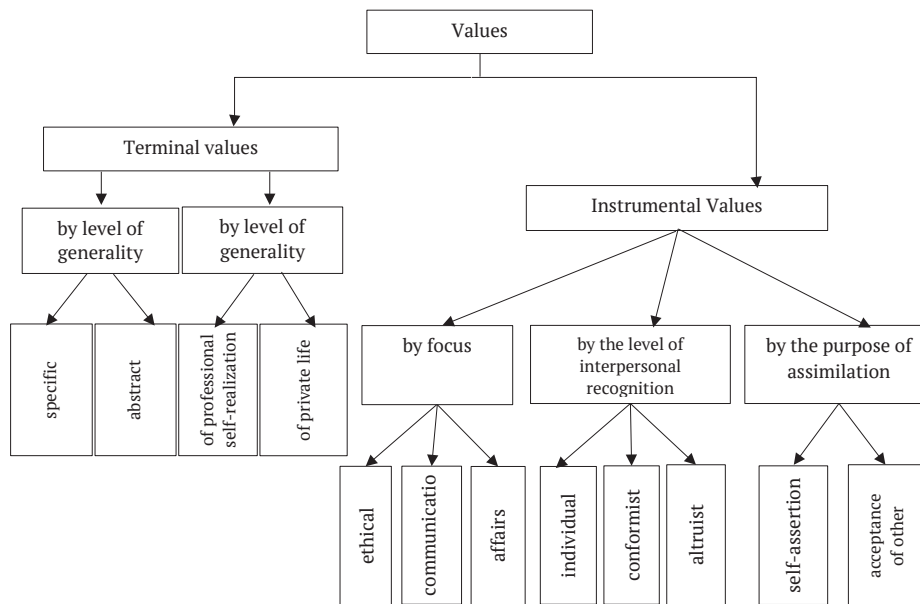 Values
Terminal values
Instrumental Values
by level of
generality
by level of
generality
by focus
by the level of
interpersonal
recognition
by the purpose of
assimilation
specific
abstract
of professional
self-realization
of private life
ethical
communicatio
affairs
individual
conformist
altruist
self-assertion
acceptance
of other